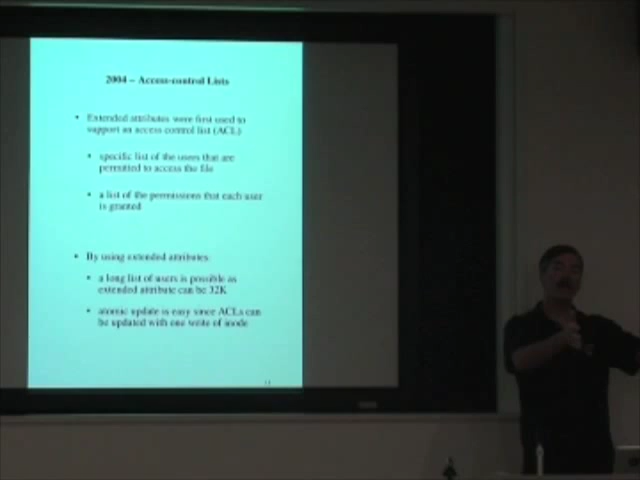 2004 – Access-control Lists
• Extended attributes were first used to
support an access control list (ACL)
• specific list of the users that are
permitted to access the file
• a list of the permissions that each user
is granted
• By using extended attributes:
• a long list of users is possible as
extended attribute can be 32K
• atomic update is easy since ACLs can
be updated with one write of inode